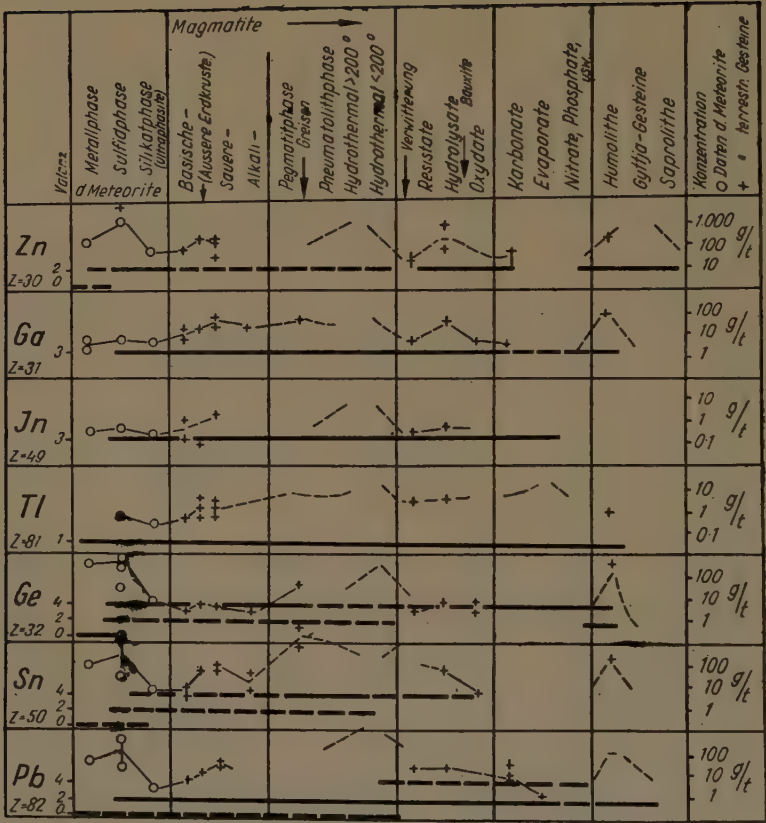 Magmatite
Valenz
Metallphase
Sulfidphase
Silikatphase
(Ultraphasite)
d Meteorite
Basische -
(Äussere Erdkruste)
Sauere -
Alkali -
Pegmatitphase
Greisen
Pneumatolithphase
Hydrothermal >200°
Hydrothermal <200°
Verwitterung
Resistate
Hydrolysate
Bauxite
Oxydate
Karbonate
Evaporate
Nitrate, Phosphate,
usw.
Humolithe
Gyttja-Gesteine
Saprolithe
Konzentration
O Daten d. Meteorite
+ " terrestr. Gesteine
Zn
Z=30
2
0
1.000
100
10
g/t
Ga
Z=31
3
100
10
1
g/t
Jn
Z=49
3
10
1
0·1
g/t
Tl
Z=81
1
10
1
0·1
g/t
Ge
Z=32
4
2
0
100
10
1
g/t
Sn
Z=50
4
2
0
100
10
1
g/t
Pb
Z=82
4
2
0
100
10
1
g/t